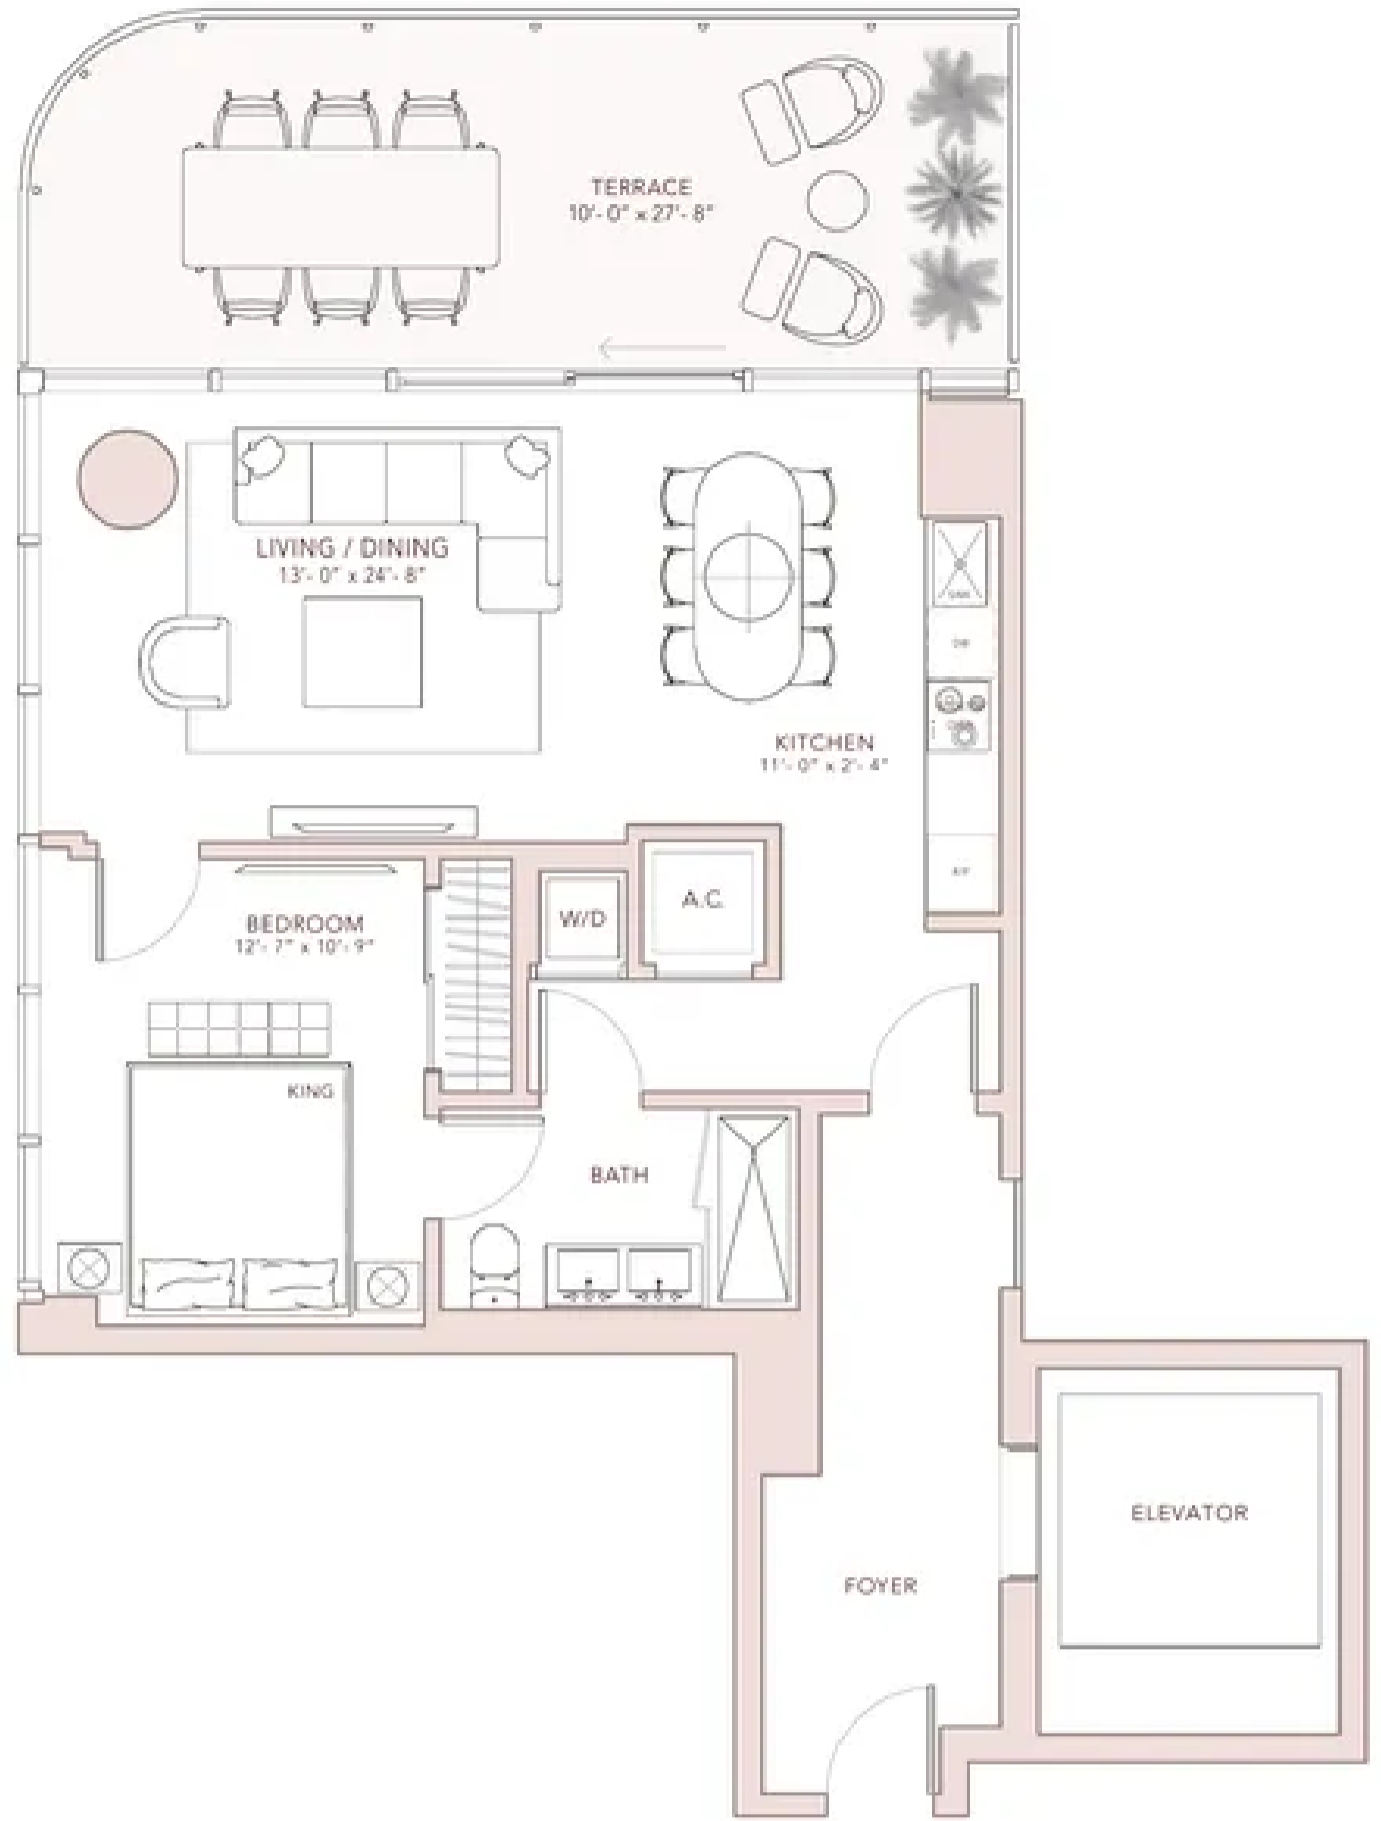 TERRACE
10'- 0" x 27'- 8"
LIVING / DINING
13'- 0" x 24'- 8"
KITCHEN
11'- 0" x 2'- 4"
A.C.
W/D
BEDROOM
12'- 7" x 10'- 9"
KING
BATH
ELEVATOR
FOYER